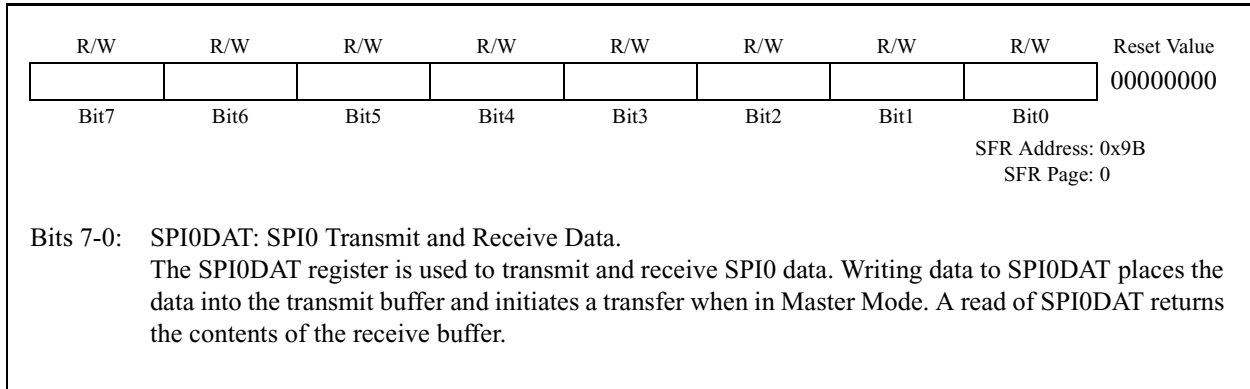 R/W R/W R/W R/W R/W R/W R/W R/W Reset Value
00000000
Bit7 Bit6 Bit5 Bit4 Bit3 Bit2 Bit1 Bit0
SFR Address: 0x9B
SFR Page: 0
Bits 7-0: SPI0DAT: SPI0 Transmit and Receive Data.
The SPI0DAT register is used to transmit and receive SPI0 data. Writing data to SPI0DAT places the
data into the transmit buffer and initiates a transfer when in Master Mode. A read of SPI0DAT returns
the contents of the receive buffer.